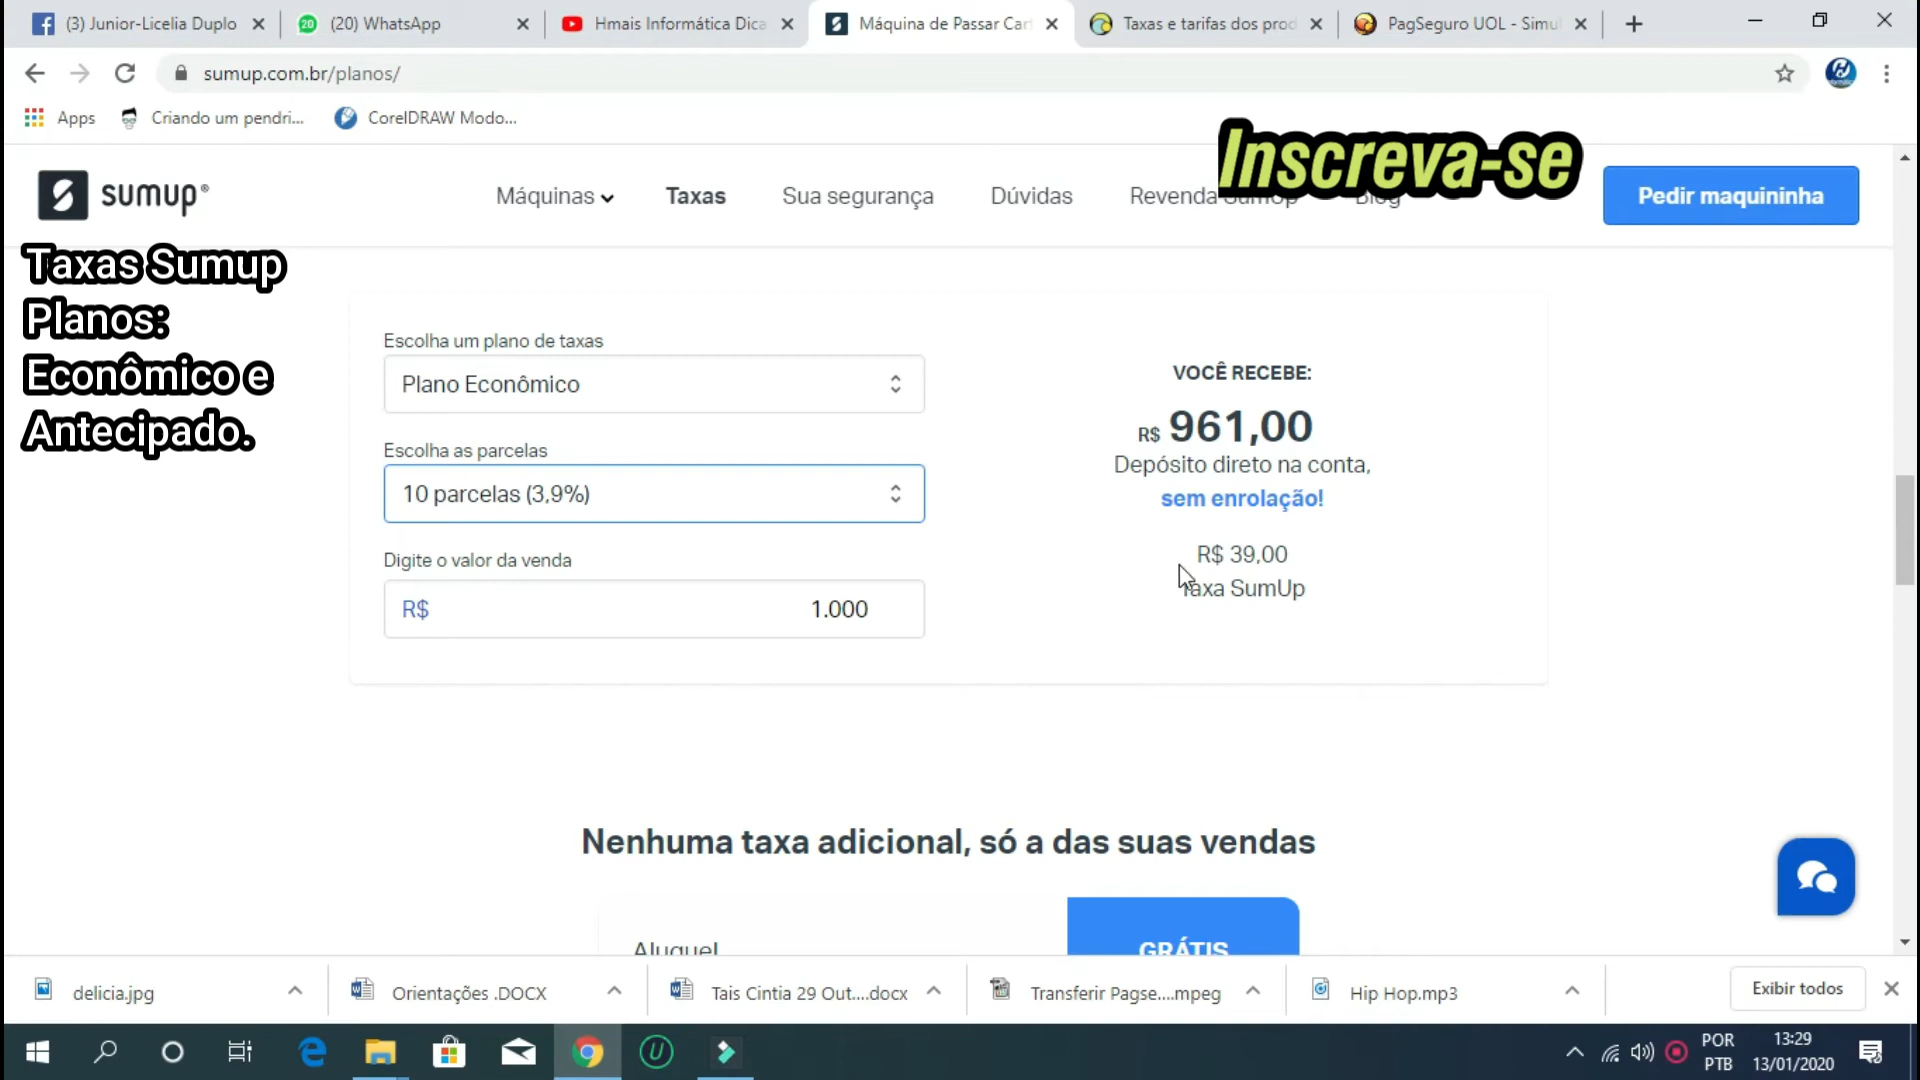 (3) Junior-Licelia Duplo
(20) WhatsApp
Hmais Informática Dica
Máquina de Passar Cart
Taxas e tarifas dos prod
PagSeguro UOL - Simul
sumup.com.br/planos/
Apps
Criando um pendri...
CorelDRAW Modo...
Inscreva-se
sumup®
Máquinas
Taxas
Sua segurança
Dúvidas
Revenda SumUp
Blog
Pedir maquininha
Taxas Sumup
Planos:
Econômico e
Antecipado.
Escolha um plano de taxas
Plano Econômico
Escolha as parcelas
10 parcelas (3,9%)
Digite o valor da venda
R$ 1.000
VOCÊ RECEBE:
R$ 961,00
Depósito direto na conta,
sem enrolação!
R$ 39,00
Taxa SumUp
Nenhuma taxa adicional, só a das suas vendas
Aluguel
GRÁTIS
delicia.jpg
Orientações .DOCX
Tais Cintia 29 Out....docx
Transferir Pagse....mpeg
Hip Hop.mp3
Exibir todos
POR
PTB
13:29
13/01/2020